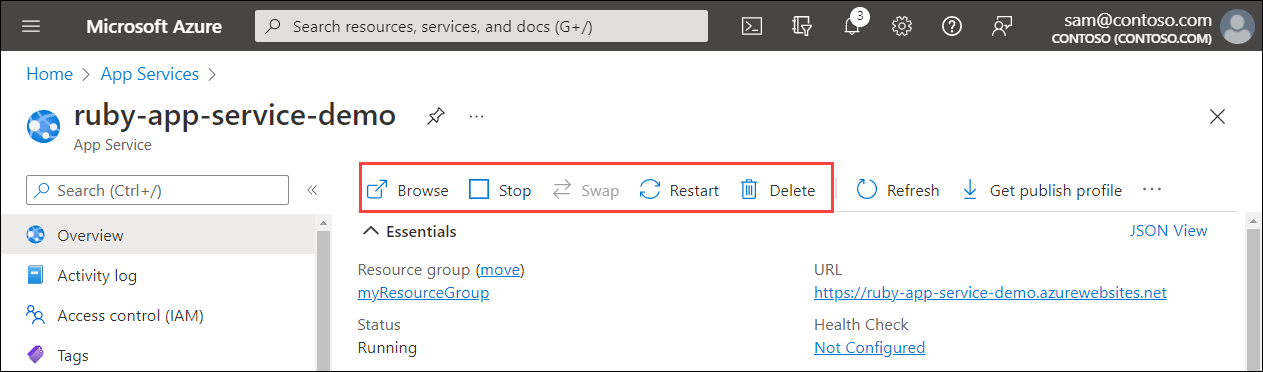 Microsoft Azure
Search resources, services, and docs (G+/)
3
sam@contoso.com
CONTOSO (CONTOSO.COM)
Home > App Services >
ruby-app-service-demo
...
App Service
Search (Ctrl+/)
«
Browse
Stop
Swap
Restart
Delete
Refresh
Get publish profile
...
Overview
Activity log
Access control (IAM)
Tags
Essentials
JSON View
Resource group (move)
myResourceGroup
Status
Running
URL
https://ruby-app-service-demo.azurewebsites.net
Health Check
Not Configured